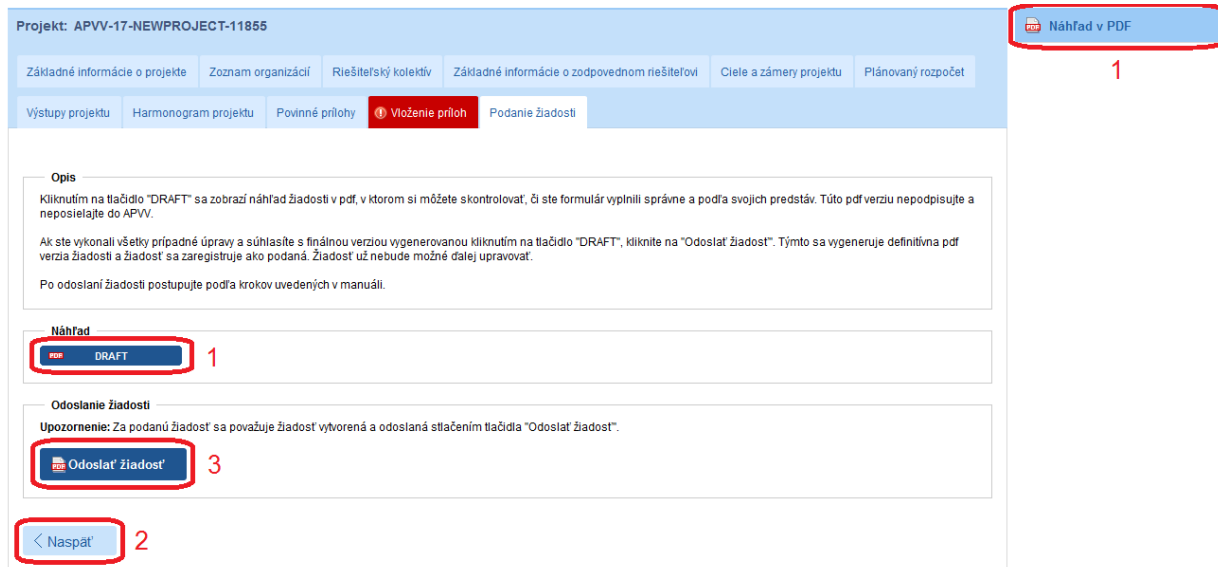 Projekt: APVV-17-NEWPROJECT-11855
Náhľad v PDF
1
Základné informácie o projekte Zoznam organizácií Riešiteľský kolektív Základné informácie o zodpovednom riešiteľovi Ciele a zámery projektu Plánovaný rozpočet
Výstupy projektu Harmonogram projektu Povinné prílohy Vloženie príloh Podanie žiadosti
Opis
Kliknutím na tlačidlo "DRAFT" sa zobrazí náhľad žiadosti v pdf, v ktorom si môžete skontrolovať, či ste formulár vyplnili správne a podľa svojich predstáv. Túto pdf verziu nepodpisujte a
neposielajte do APVV.
Ak ste vykonali všetky prípadné úpravy a súhlasíte s finálnou verziou vygenerovanou kliknutím na tlačidlo "DRAFT", kliknite na "Odoslať žiadosť". Týmto sa vygeneruje definitívna pdf
verzia žiadosti a žiadosť sa zaregistruje ako podaná. Žiadosť už nebude možné ďalej upravovať.
Po odoslaní žiadosti postupujte podľa krokov uvedených v manuáli.
Náhľad
PDF DRAFT 1
Odoslanie žiadosti
Upozornenie: Za podanú žiadosť sa považuje žiadosť vytvorená a odoslaná stlačením tlačidla "Odoslať žiadosť".
PDF Odoslať žiadosť 3
Naspäť 2